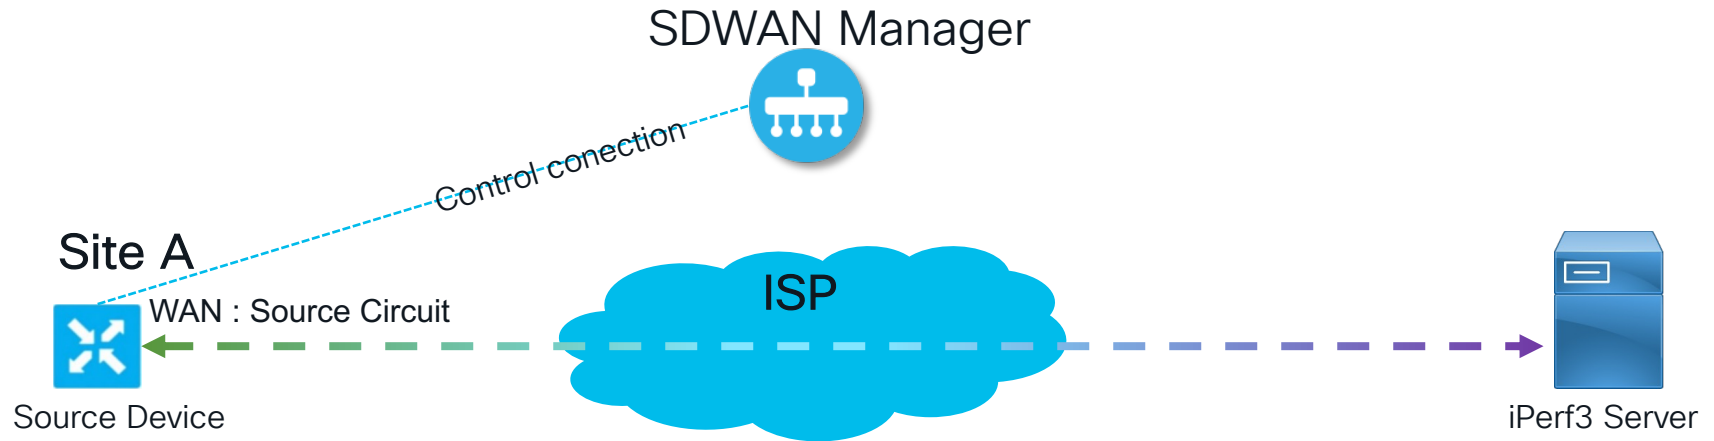 SDWAN Manager
Control conection
Site A
WAN : Source Circuit
ISP
Source Device
iPerf3 Server